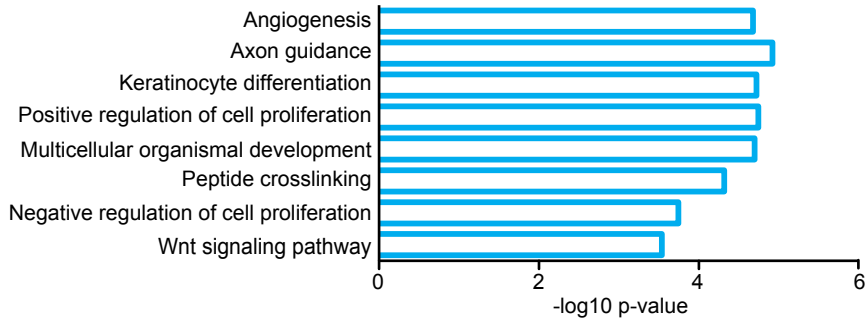 Angiogenesis
Axon guidance
Keratinocyte differentiation
Positive regulation of cell proliferation
Multicellular organismal development
Peptide crosslinking
Negative regulation of cell proliferation
Wnt signaling pathway
0 2 4 6
-log10 p-value